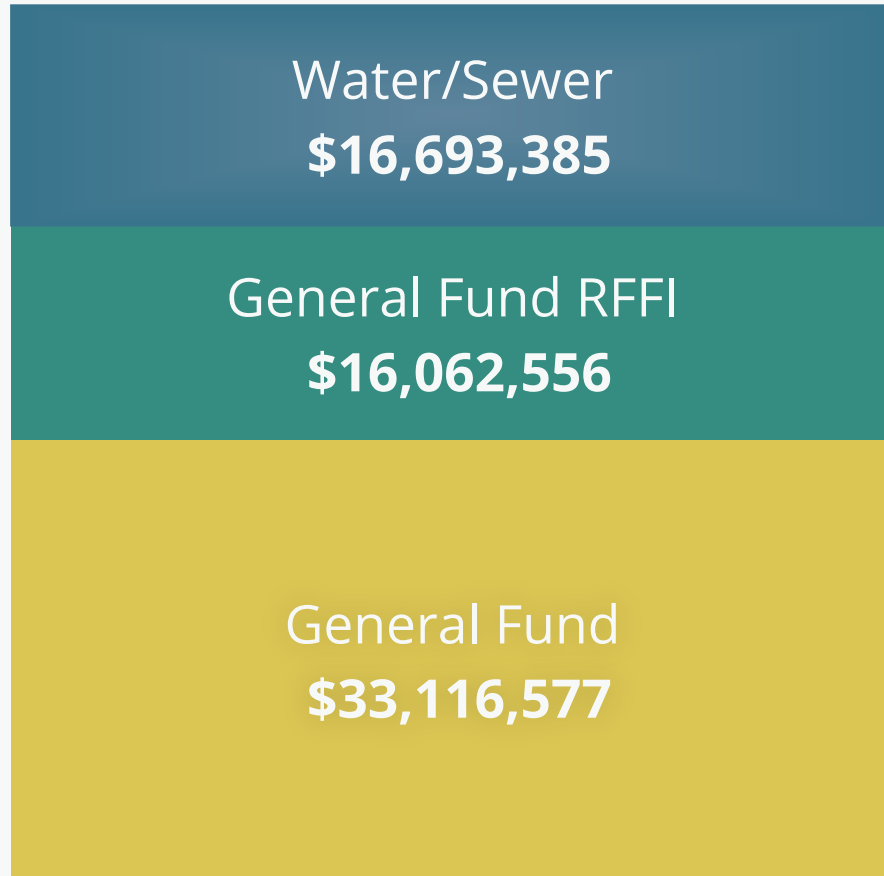 Water/Sewer
$16,693,385
General Fund RFFI
$16,062,556
General Fund
$33,116,577